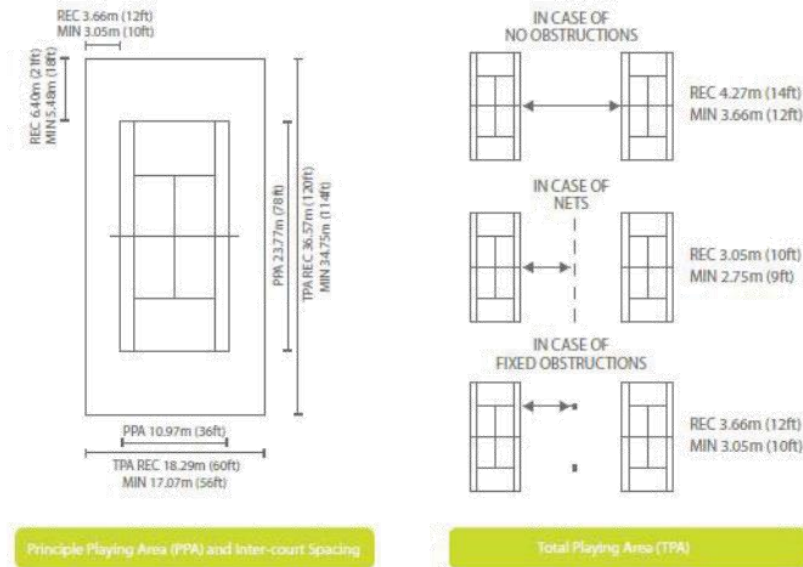 REC 3.66m (12ft)
MIN 3.05m (10ft)
REC 6.40m (21ft)
MIN 5.48m (18ft)
PPA 23.77m (78ft)
TPA REC 36.57m (120ft)
MIN 34.75m (114ft)
PPA 10.97m (36ft)
TPA REC 18.29m (60ft)
MIN 17.07m (56ft)
Principle Playing Area (PPA) and Inter-court Spacing
IN CASE OF
NO OBSTRUCTIONS
REC 4.27m (14ft)
MIN 3.66m (12ft)
IN CASE OF
NETS
REC 3.05m (10ft)
MIN 2.75m (9ft)
IN CASE OF
FIXED OBSTRUCTIONS
REC 3.66m (12ft)
MIN 3.05m (10ft)
Total Playing Area (TPA)